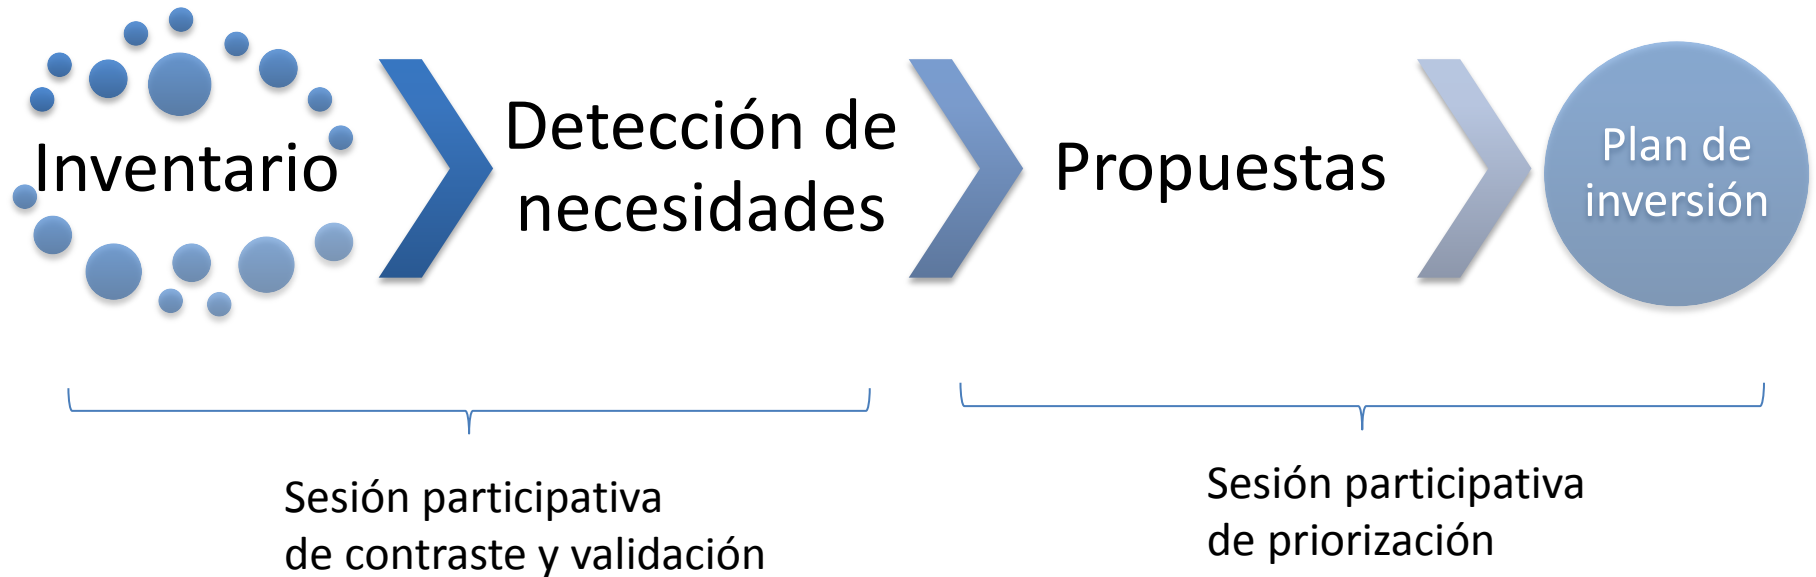 Inventario
Detección de
necesidades
Propuestas
Plan de
inversión
Sesión participativa
de contraste y validación
Sesión participativa
de priorización